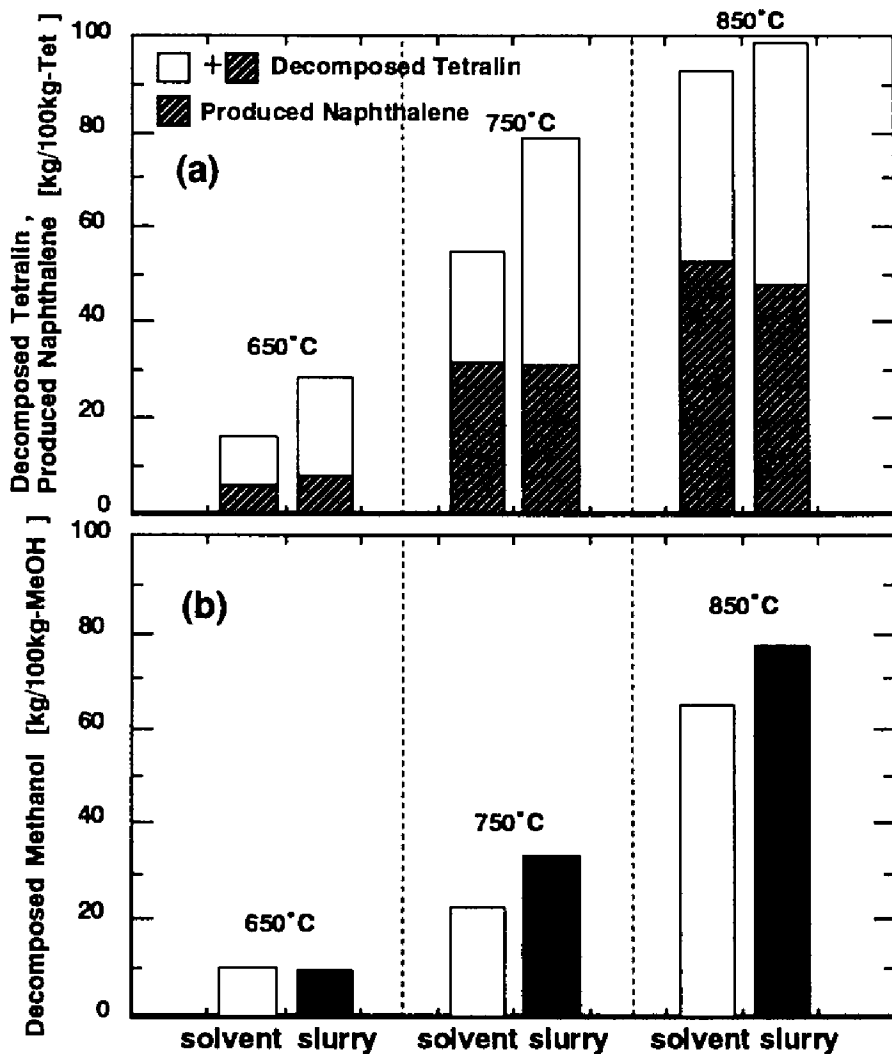 Decomposed Tetralin ,
Produced Naphthalene [kg/100kg-Tet ]
100
80
60
40
20
0
+ Decomposed Tetralin
Produced Naphthalene
(a)
650°C
750°C
850°C
Decomposed Methanol [kg/100kg-MeOH ]
100
80
60
40
20
0
(b)
650°C
750°C
850°C
solvent slurry solvent slurry solvent slurry